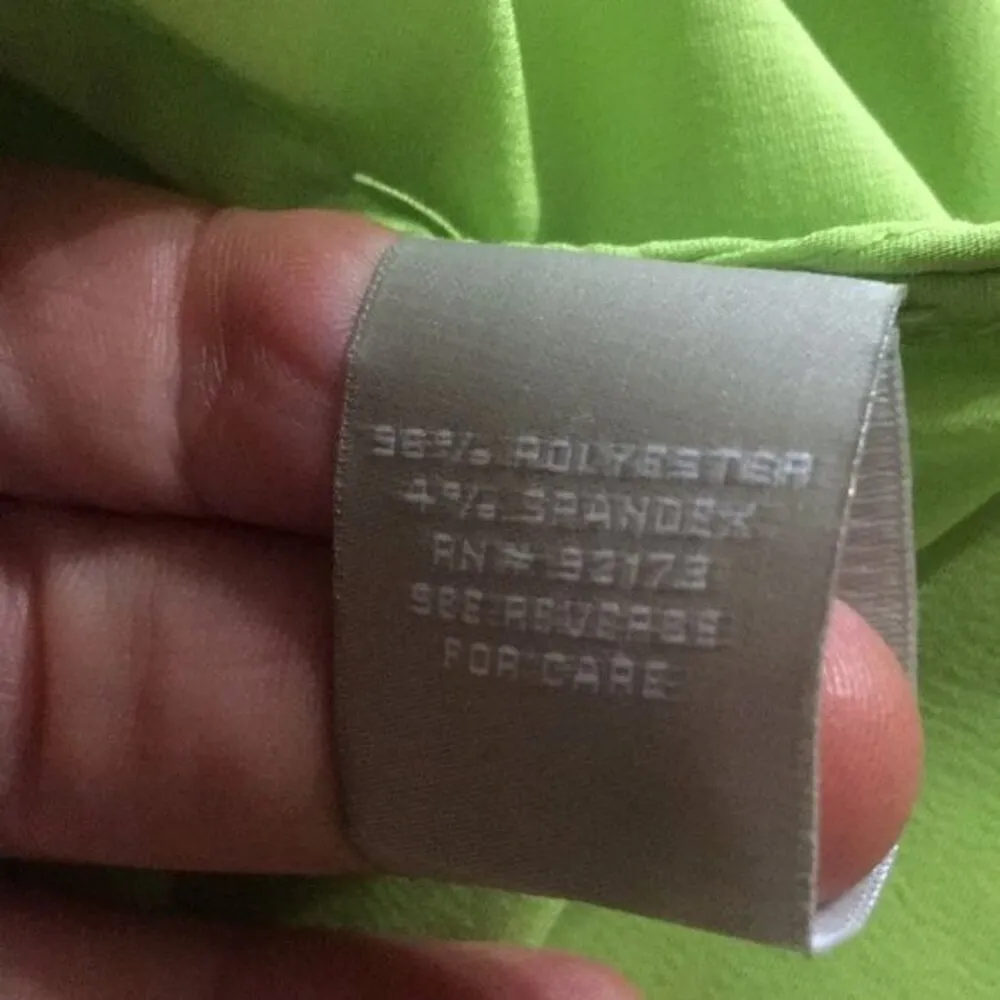 96% POLYESTER
4% SPANDEX
RN # 92173
SEE REVERSE
FOR CARE